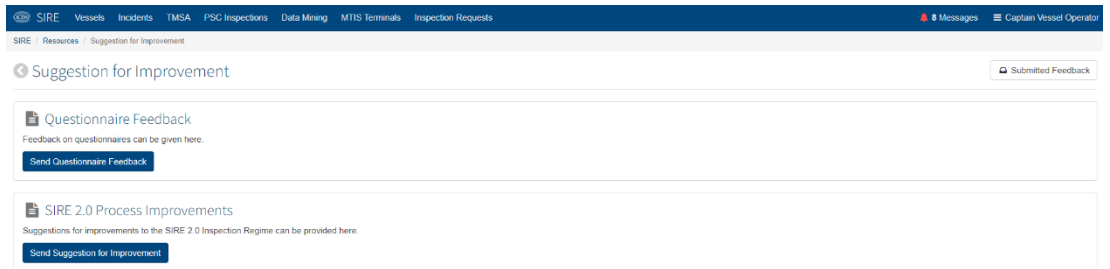 OCIMF SIRE Vessels Incidents TMSA PSC Inspections Data Mining MTIS Terminals Inspection Requests 8 Messages Captain Vessel Operator
SIRE / Resources / Suggestion for Improvement
Suggestion for Improvement Submitted Feedback
Questionnaire Feedback
Feedback on questionnaires can be given here.
Send Questionnaire Feedback
SIRE 2.0 Process Improvements
Suggestions for improvements to the SIRE 2.0 Inspection Regime can be provided here.
Send Suggestion for Improvement